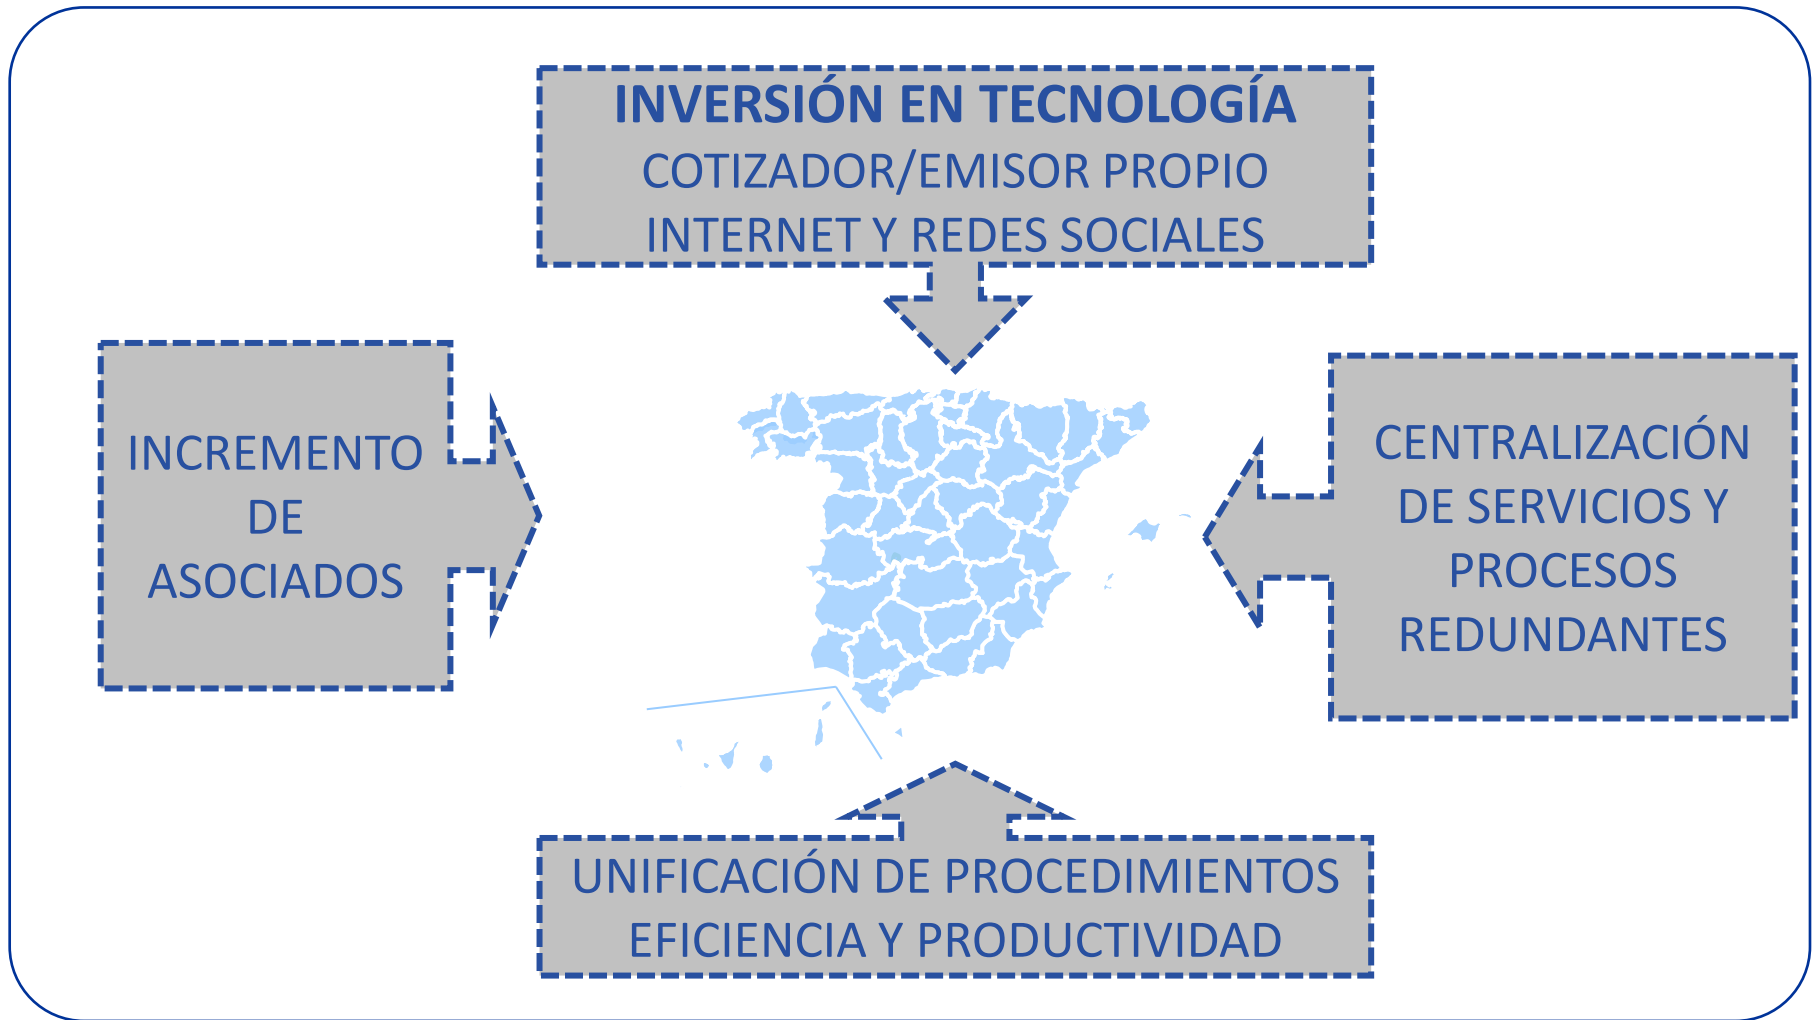 INVERSIÓN EN TECNOLOGÍA
COTIZADOR/EMISOR PROPIO
INTERNET Y REDES SOCIALES
INCREMENTO
DE
ASOCIADOS
CENTRALIZACIÓN
DE SERVICIOS Y
PROCESOS
REDUNDANTES
UNIFICACIÓN DE PROCEDIMIENTOS
EFICIENCIA Y PRODUCTIVIDAD